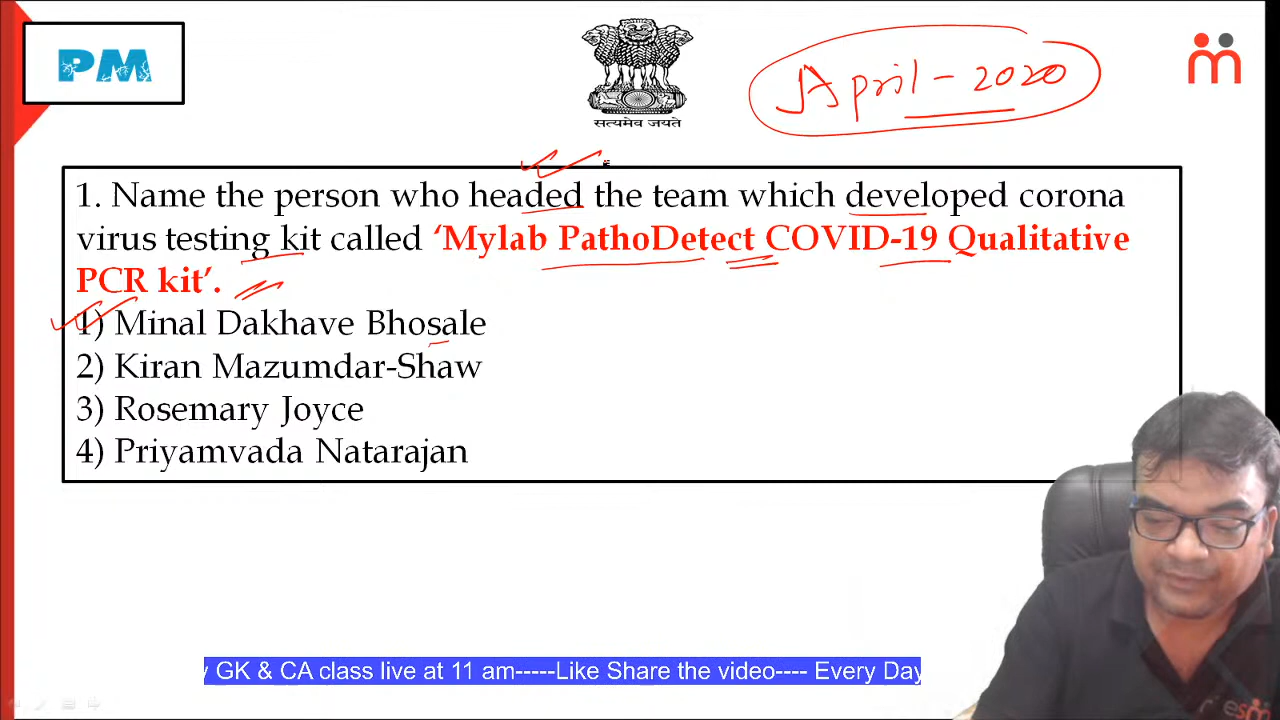 PM
सत्यमेव जयते
April - 2020
1. Name the person who headed the team which developed corona
virus testing kit called ‘Mylab PathoDetect COVID-19 Qualitative
PCR kit’.
1) Minal Dakhave Bhosale
2) Kiran Mazumdar-Shaw
3) Rosemary Joyce
4) Priyamvada Natarajan
GK & CA class live at 11 am-----Like Share the video---- Every Day